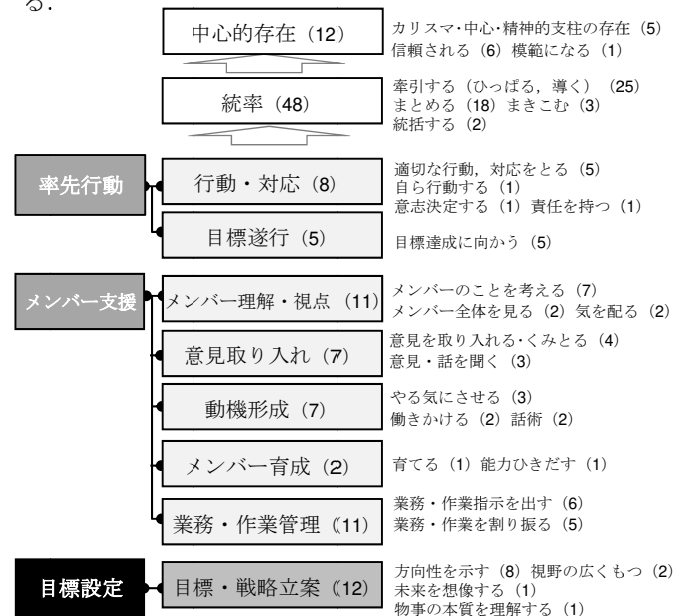 る.
中心的存在（12）
カリスマ・中心・精神的支柱の存在（5）
信頼される（6）模範になる（1）
統率（48）
牽引する（ひっぱる，導く）（25）
まとめる（18）まきこむ（3）
統括する（2）
率先行動
行動・対応（8）
適切な行動，対応をとる（5）
自ら行動する（1）
意志決定する（1）責任を持つ（1）
目標遂行（5）
目標達成に向かう（5）
メンバー支援
メンバー理解・視点（11）
メンバーのことを考える（7）
メンバー全体を見る（2）気を配る（2）
意見取り入れ（7）
意見を取り入れる・くみとる（4）
意見・話を聞く（3）
動機形成（7）
やる気にさせる（3）
働きかける（2）話術（2）
メンバー育成（2）
育てる（1）能力ひきだす（1）
業務・作業管理（11）
業務・作業指示を出す（6）
業務・作業を割り振る（5）
目標設定
目標・戦略立案（12）
方向性を示す（8）視野の広くもつ（2）
未来を想像する（1）
物事の本質を理解する（1）